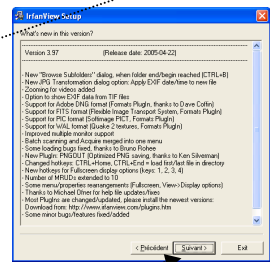 IrfanView Setup
What's new in this version?
Version 3.97 (Release date: 2005-04-22)
- New "Browse Subfolders" dialog, when folder end/begin reached (CTRL+B)
- New JPG Transformation dialog option: Apply EXIF date/time to new file
- Zooming for videos added
- Option to show EXIF data from TIF files
- Support for Adobe DNG format (Formats PlugIn, thanks to Dave Coffin)
- Support for FITS format (Flexible Image Transport System, Formats PlugIn)
- Support for PIC format (Softimage PICT, Formats PlugIn)
- Support for WAL format (Quake 2 textures, Formats PlugIn)
- Improved multiple monitor support
- Batch scanning and Acquire merged into one menu
- Some loading bugs fixed, thanks to Bruno Rohee
- New PlugIn: PNGOUT (Optimized PNG saving, thanks to Ken Silverman)
- Changed hotkeys: CTRL+Home, CTRL+End = load first/last file in directory
- New hotkeys for Fullscreen display options (keys: 1, 2, 3, 4)
- Number of MRUDs extended to 10
- Some menu/properties rearrangements (Fullscreen, View->Display options)
- Thanks to Michael Other for help file updates/fixes
- Most PlugIns are changed/updated, please install the newest versions:
Download from: http://www.irfanview.com/plugins.htm
- Some minor bugs/features fixed/added
< Précédent
Suivant >
Exit